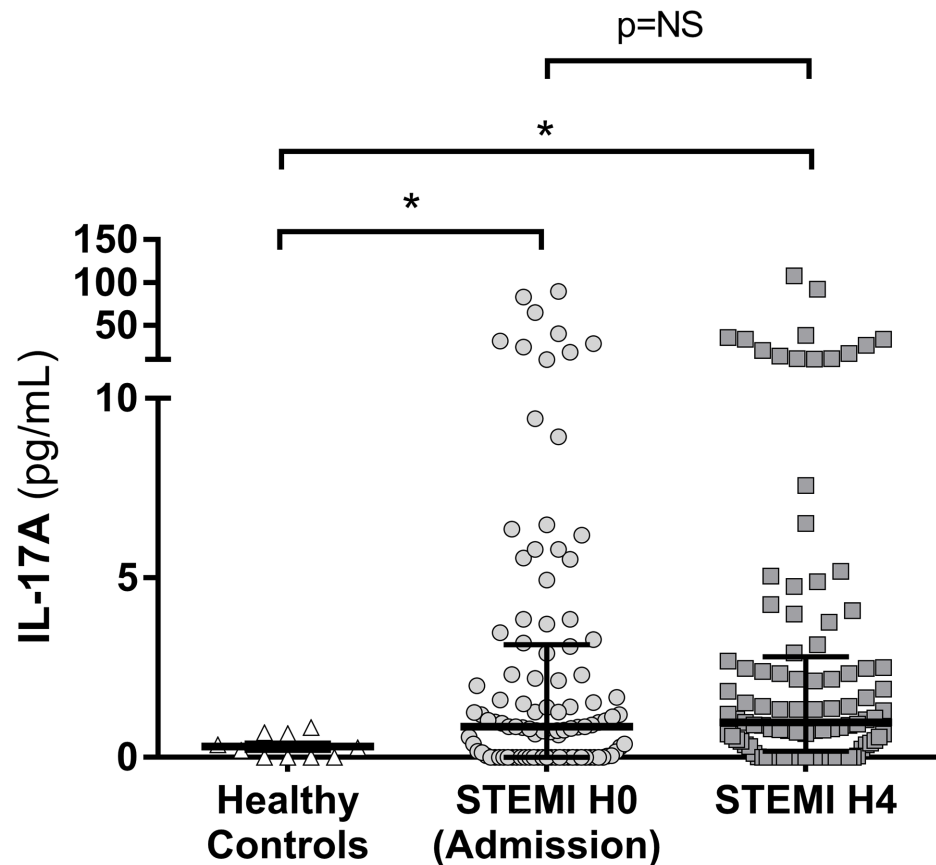 p=NS
*
*
150
100
50
10
5
0
IL-17A (pg/mL)
Healthy
Controls
STEMI H0
(Admission)
STEMI H4